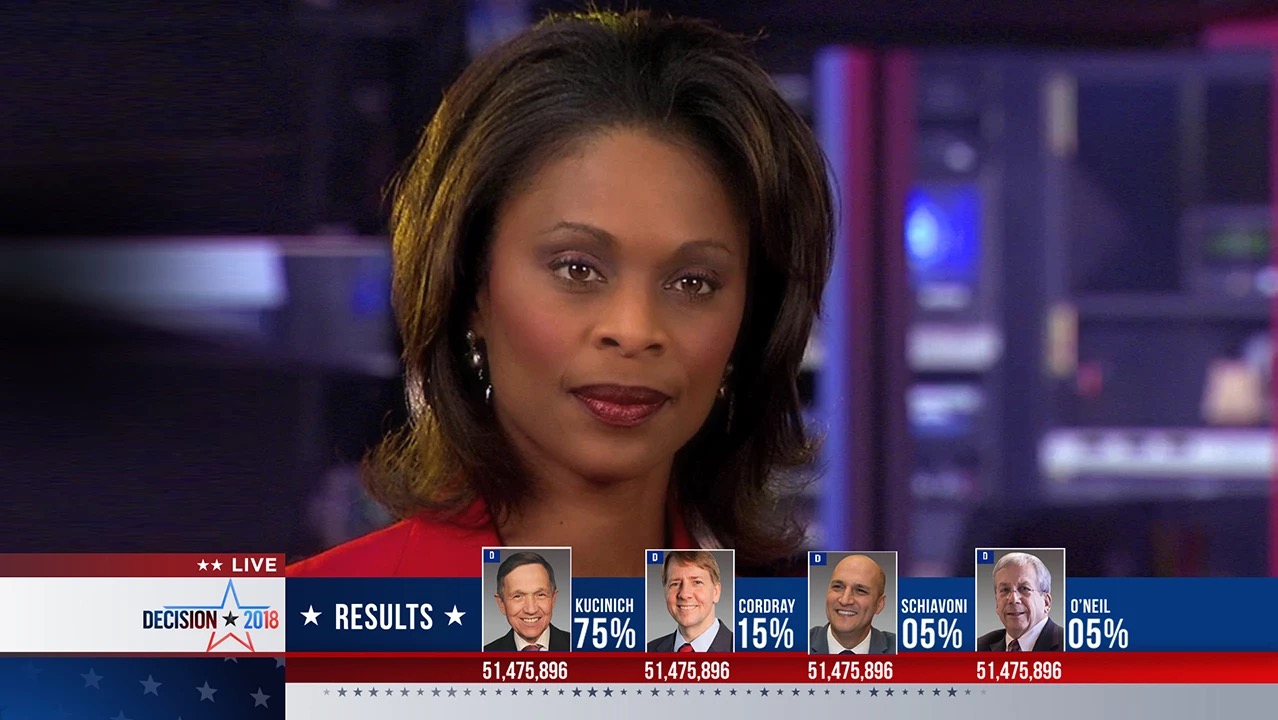 ★★ LIVE
DECISION ★ 2018
★ RESULTS ★
D
KUCINICH
75%
51,475,896
D
CORDRAY
15%
51,475,896
D
SCHIAVONI
05%
51,475,896
D
O'NEIL
05%
51,475,896